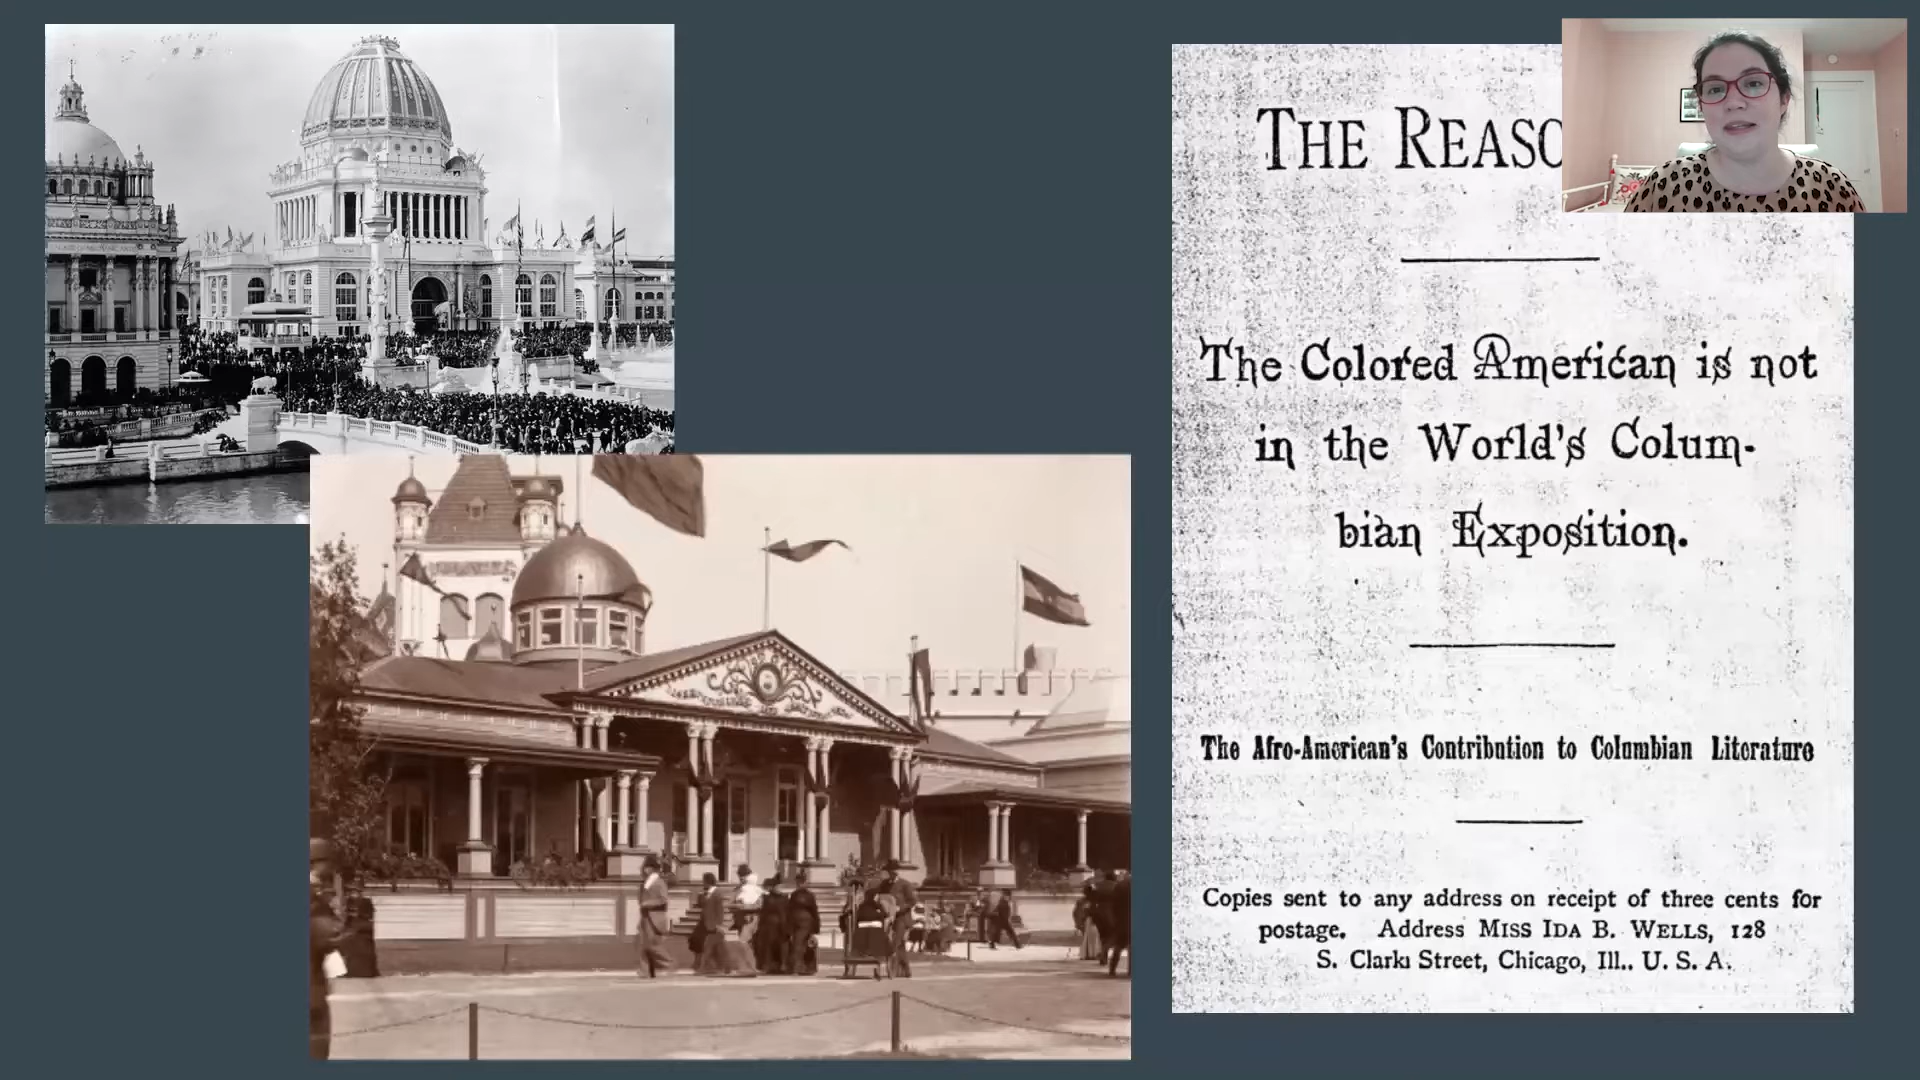 THE REASO
The Colored American is not
in the World's Colum-
bian Exposition.
The Afro-American's Contribution to Columbian Literature
Copies sent to any address on receipt of three cents for
postage. Address MISS IDA B. WELLS, 128
S. Clark Street, Chicago, Ill.. U. S. A.